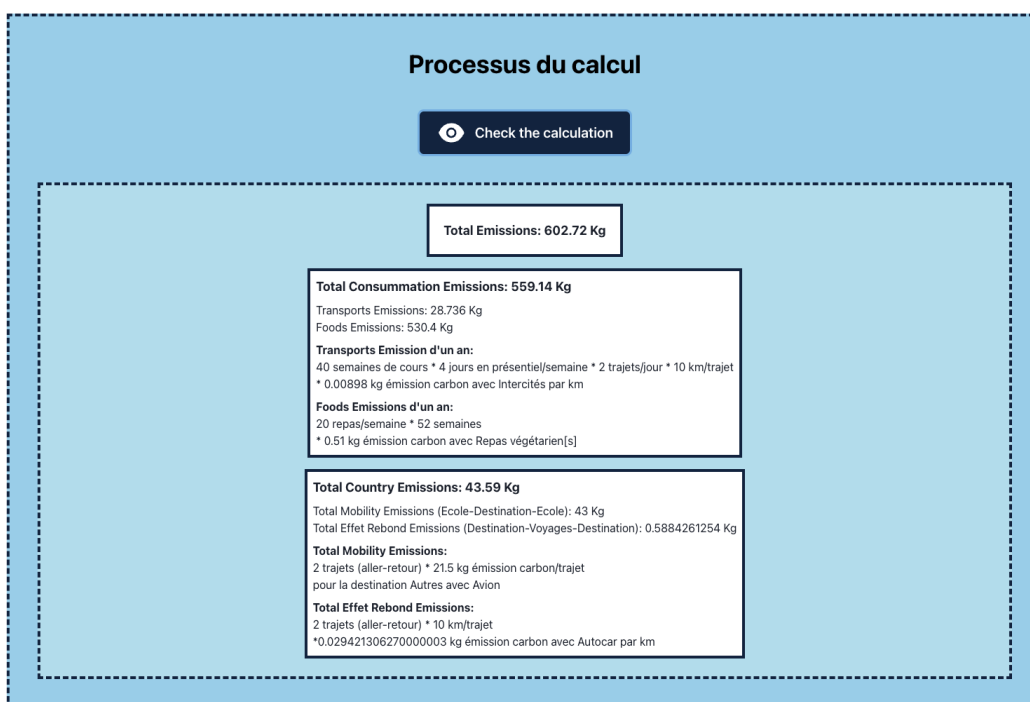 Processus du calcul
Check the calculation
Total Emissions: 602.72 Kg
Total Consummation Emissions: 559.14 Kg
Transports Emissions: 28.736 Kg
Foods Emissions: 530.4 Kg
Transports Emission d'un an:
40 semaines de cours * 4 jours en présentiel/semaine * 2 trajets/jour * 10 km/trajet
* 0.00898 kg émission carbon avec Intercités par km
Foods Emissions d'un an:
20 repas/semaine * 52 semaines
* 0.51 kg émission carbon avec Repas végétarien[s]
Total Country Emissions: 43.59 Kg
Total Mobility Emissions (Ecole-Destination-Ecole): 43 Kg
Total Effet Rebond Emissions (Destination-Voyages-Destination): 0.5884261254 Kg
Total Mobility Emissions:
2 trajets (aller-retour) * 21.5 kg émission carbon/trajet
pour la destination Autres avec Avion
Total Effet Rebond Emissions:
2 trajets (aller-retour) * 10 km/trajet
*0.029421306270000003 kg émission carbon avec Autocar par km